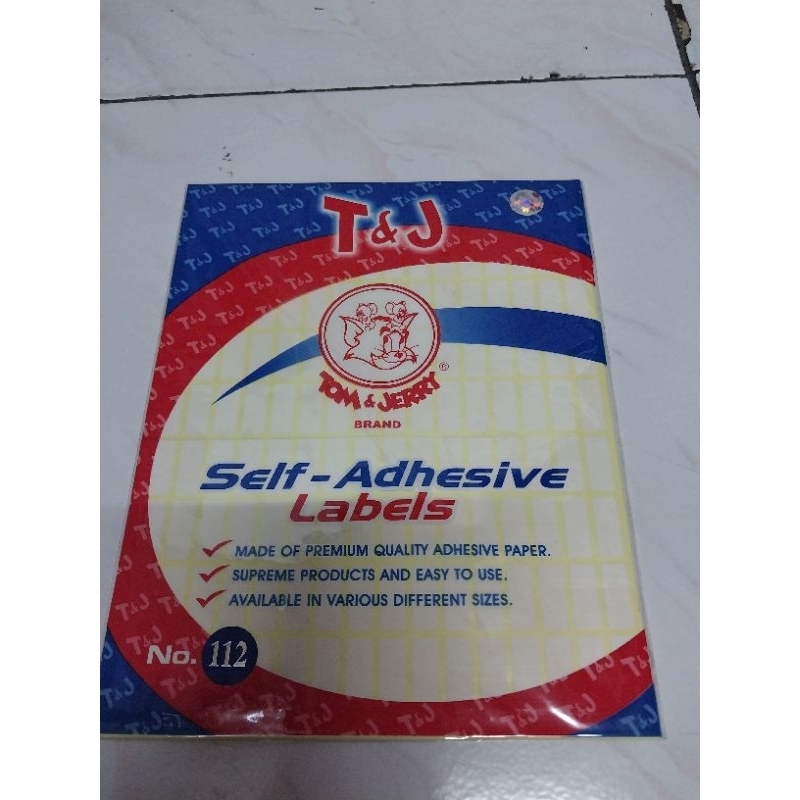 T&J
TOM & JERRY ®
BRAND
Self-Adhesive
Labels
MADE OF PREMIUM QUALITY ADHESIVE PAPER.
SUPREME PRODUCTS AND EASY TO USE.
AVAILABLE IN VARIOUS DIFFERENT SIZES.
No. 112